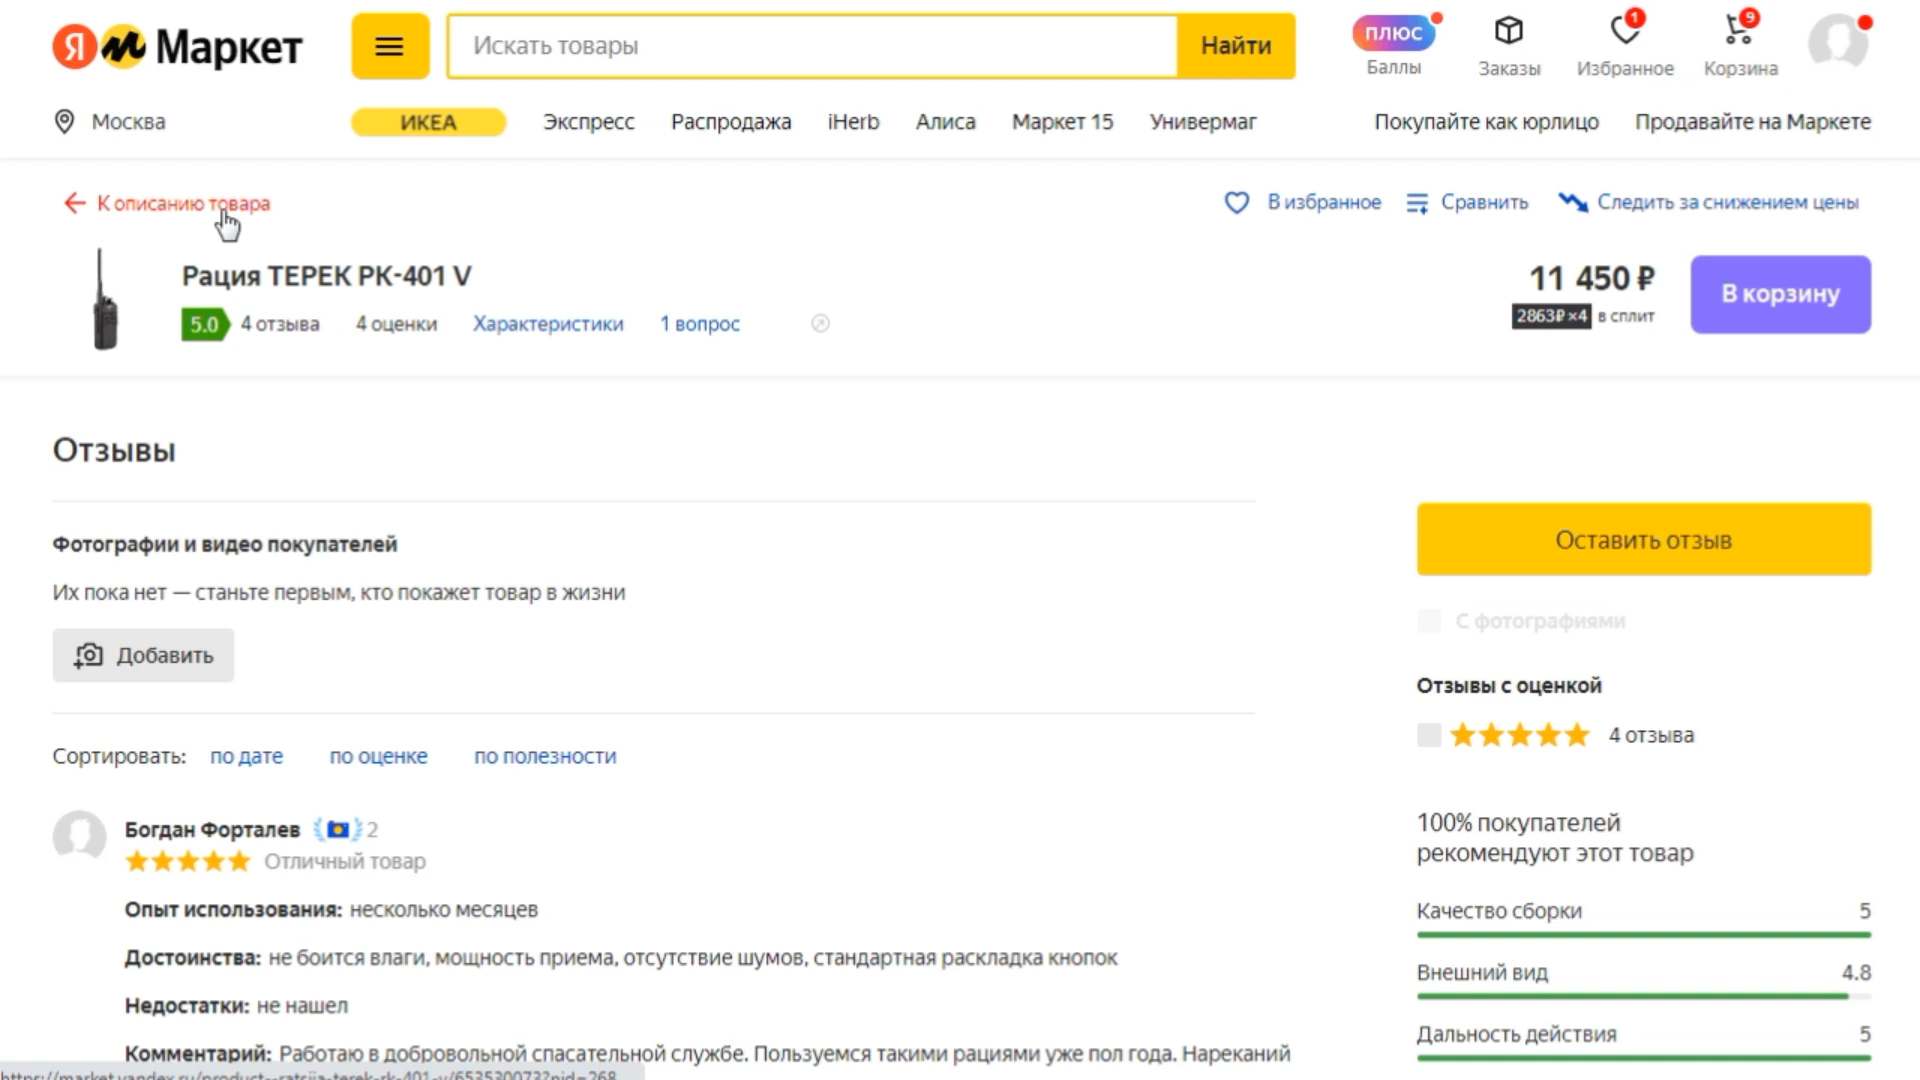 Я Маркет
Искать товары
Найти
плюс
Баллы
Заказы
1
Избранное
9
Корзина
Москва
ИКЕА
Экспресс
Распродажа
iHerb
Алиса
Маркет 15
Универмаг
Покупайте как юрлицо
Продавайте на Маркете
К описанию товара
В избранное
Сравнить
Следить за снижением цены
Рация ТЕРЕК РК-401 V
5.0 4 отзыва 4 оценки Характеристики 1 вопрос
11 450 ₽
2863₽×4 в сплит
В корзину
Отзывы
Фотографии и видео покупателей
Их пока нет — станьте первым, кто покажет товар в жизни
Добавить
Сортировать: по дате по оценке по полезности
Богдан Форталев 2
Отличный товар
Опыт использования: несколько месяцев
Достоинства: не боится влаги, мощность приема, отсутствие шумов, стандартная раскладка кнопок
Недостатки: не нашел
Комментарий: Работаю в добровольной спасательной службе. Пользуемся такими рациями уже пол года. Нареканий
Оставить отзыв
С фотографиями
Отзывы с оценкой
4 отзыва
100% покупателей
рекомендуют этот товар
Качество сборки 5
Внешний вид 4.8
Дальность действия 5